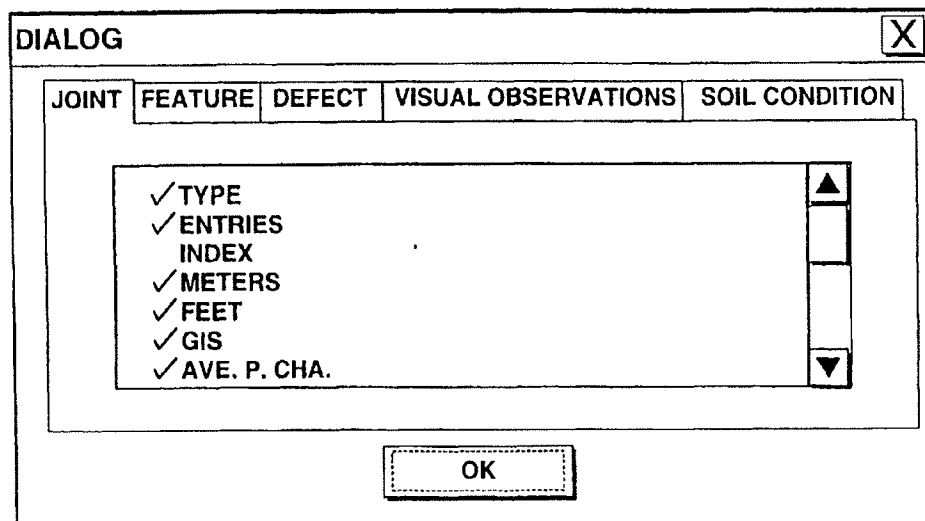 DIALOG X
JOINT FEATURE DEFECT VISUAL OBSERVATIONS SOIL CONDITION
✓ TYPE
✓ ENTRIES
INDEX
✓ METERS
✓ FEET
✓ GIS
✓ AVE. P. CHA.
OK